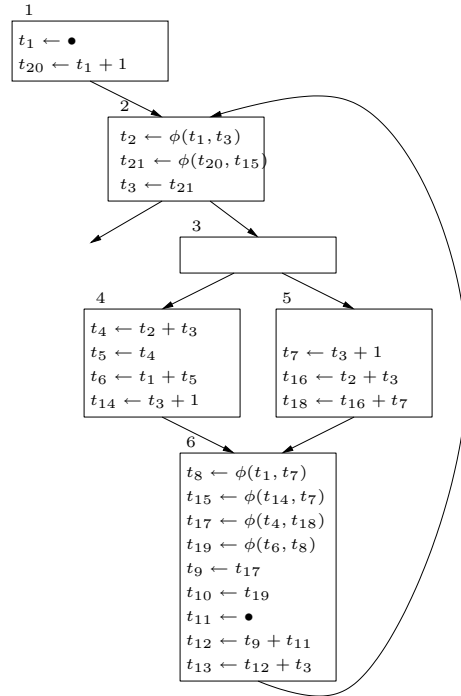 1
t₁ ← •
t₂₀ ← t₁ + 1
2
t₂ ← ϕ(t₁, t₃)
t₂₁ ← ϕ(t₂₀, t₁₅)
t₃ ← t₂₁
3
4
t₄ ← t₂ + t₃
t₅ ← t₄
t₆ ← t₁ + t₅
t₁₄ ← t₃ + 1
5
t₇ ← t₃ + 1
t₁₆ ← t₂ + t₃
t₁₈ ← t₁₆ + t₇
6
t₈ ← ϕ(t₁, t₇)
t₁₅ ← ϕ(t₁₄, t₇)
t₁₇ ← ϕ(t₄, t₁₈)
t₁₉ ← ϕ(t₆, t₈)
t₉ ← t₁₇
t₁₀ ← t₁₉
t₁₁ ← •
t₁₂ ← t₉ + t₁₁
t₁₃ ← t₁₂ + t₃